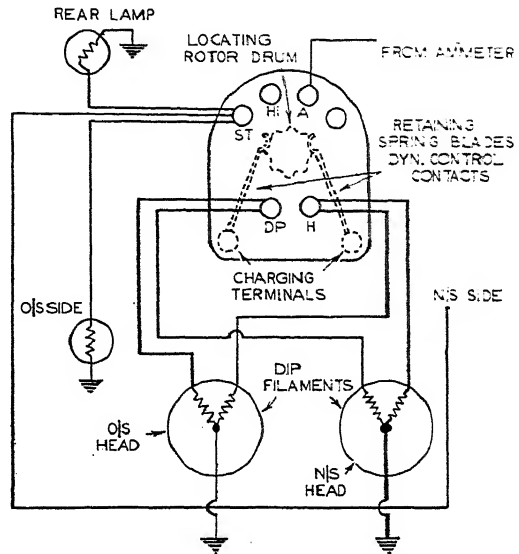 REAR LAMP
LOCATING
ROTOR DRUM
FROM AMMETER
HI
A
ST
RETAINING
SPRING BLADES
DYN. CONTROL
CONTACTS
DP
H
CHARGING
TERMINALS
N/S SIDE
O/S SIDE
DIP
FILAMENTS
O/S
HEAD
N/S
HEAD